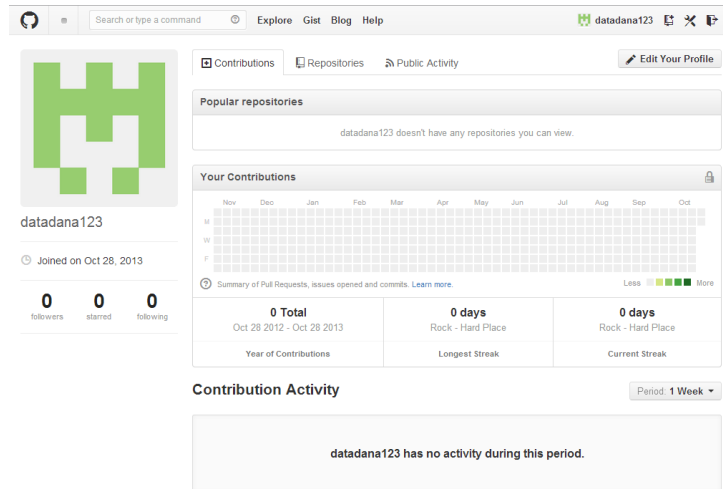 Search or type a command
Explore Gist Blog Help
datadana123
Contributions Repositories Public Activity
Edit Your Profile
Popular repositories
datadana123 doesn't have any repositories you can view.
datadana123
Joined on Oct 28, 2013
0 0 0
followers starred following
Your Contributions
Nov Dec Jan Feb Mar Apr May Jun Jul Aug Sep Oct
M
W
F
Summary of Pull Requests, issues opened and commits. Learn more.
Less More
0 Total
Oct 28 2012 - Oct 28 2013
Year of Contributions
0 days
Rock - Hard Place
Longest Streak
0 days
Rock - Hard Place
Current Streak
Contribution Activity
Period: 1 Week
datadana123 has no activity during this period.